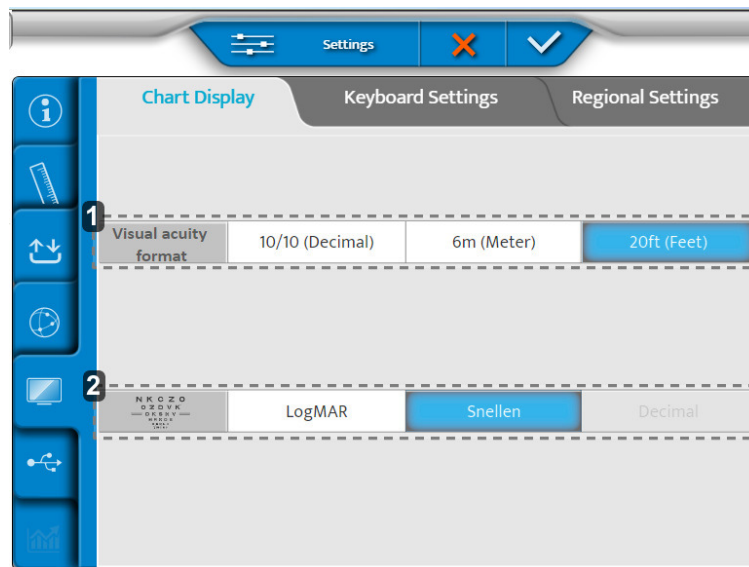 Settings
Chart Display
Keyboard Settings
Regional Settings
1
Visual acuity
format
10/10 (Decimal)
6m (Meter)
20ft (Feet)
2
N K C Z O
O Z D V K
LogMAR
Snellen
Decimal